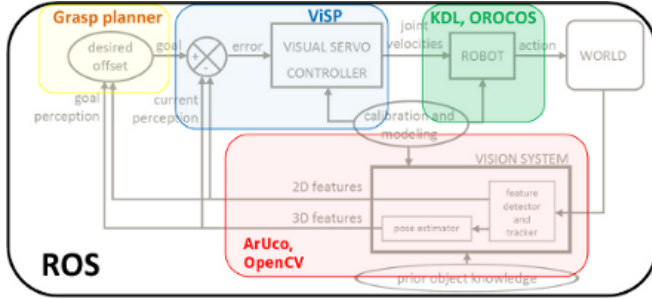 Grasp planner
ViSP
KDL, OROCOS
desired
offset
goal
+
-
-
error
VISUAL SERVO
CONTROLLER
joint
velocities
ROBOT
action
WORLD
goal
perception
current
perception
calibration and
modeling
VISION SYSTEM
2D features
3D features
feature
detector
and
tracker
pose estimator
ArUco,
OpenCV
ROS
prior object knowledge